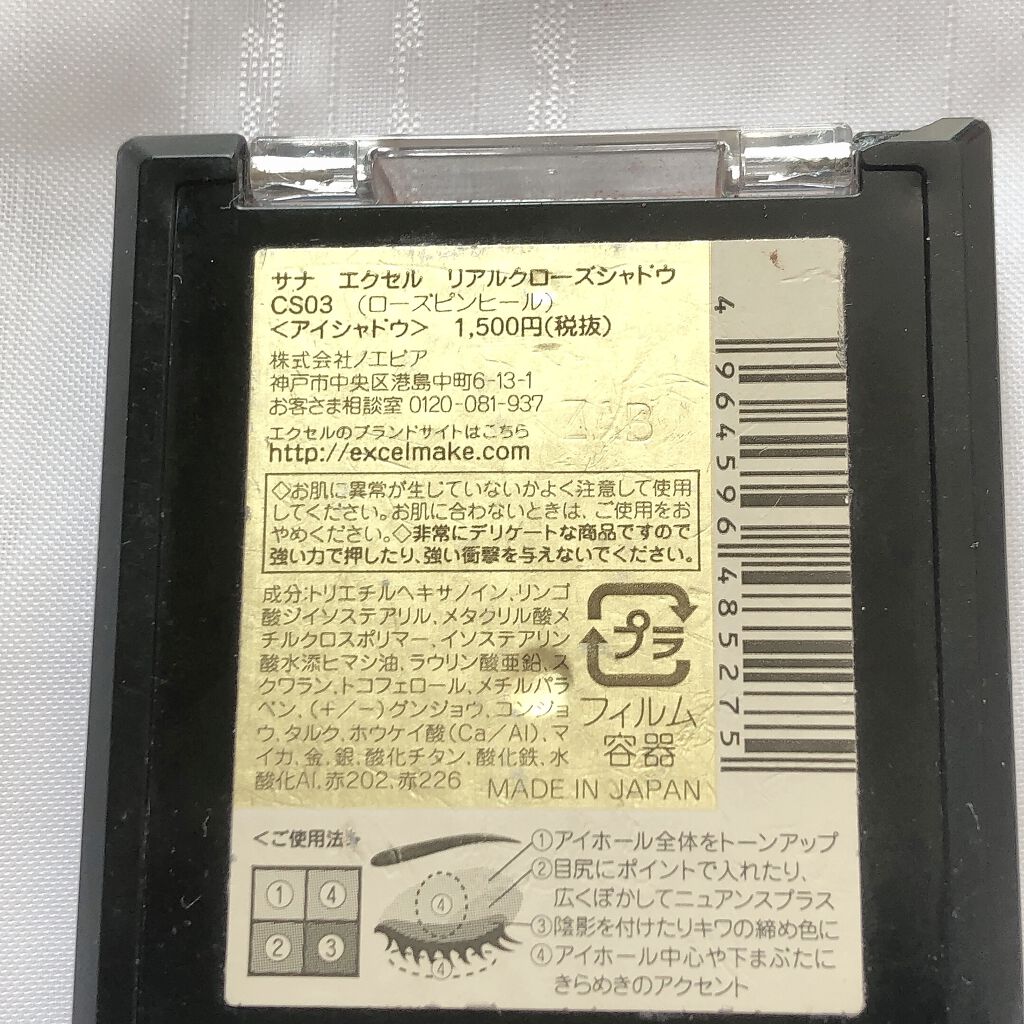 サナ　エクセル　リアルクローズシャドウ
CS03　(ローズピンヒール)
<アイシャドウ>　1,500円(税抜)
株式会社ノエビア
神戸市中央区港島中町6-13-1
お客さま相談室 0120-081-937
エクセルのブランドサイトはこちら
http://excelmake.com
◇お肌に異常が生じていないかよく注意して使用
してください。お肌に合わないときは、ご使用をお
やめください。◇非常にデリケートな商品ですので
強い力で押したり、強い衝撃を与えないでください。
成分:トリエチルヘキサノイン、リンゴ
酸ジイソステアリル、メタクリル酸メ
チルクロスポリマー、イソステアリン
酸水添ヒマシ油、ラウリン酸亜鉛、ス
クワラン、トコフェロール、メチルパラ
ベン、(+/-)グンジョウ、コンジョ
ウ、タルク、ホウケイ酸(Ca/Al)、マ
イカ、金、銀、酸化チタン、酸化鉄、水
酸化Al、赤202、赤226
プラ
フィルム
容器
MADE IN JAPAN
4 964596 485275
<ご使用法>
① ④
② ③
④
④
①アイホール全体をトーンアップ
②目尻にポイントで入れたり、
広くぼかしてニュアンスプラス
③陰影を付けたりキワの締め色に
④アイホール中心や下まぶたに
きらめきのアクセント